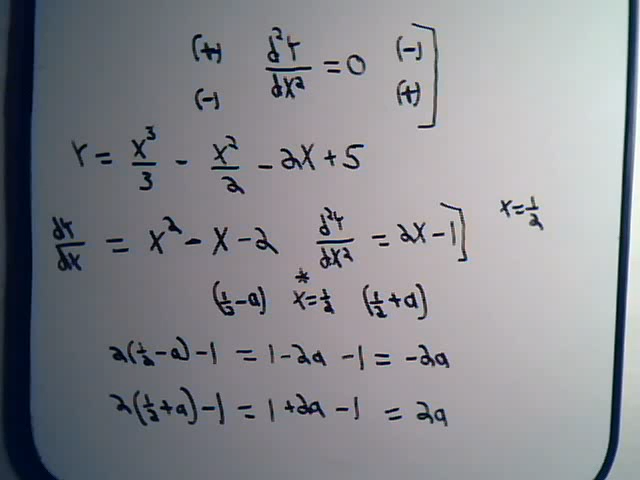 (+) d²Y/dX² = 0 (-)
(-) (+)
Y = X³/3 - X²/2 - 2X + 5
dY/dX = X² - X - 2 d²Y/dX² = 2X - 1 X = 1/2
*
(1/2 - a) X = 1/2 (1/2 + a)
2(1/2 - a) - 1 = 1 - 2a - 1 = -2a
2(1/2 + a) - 1 = 1 + 2a - 1 = 2a